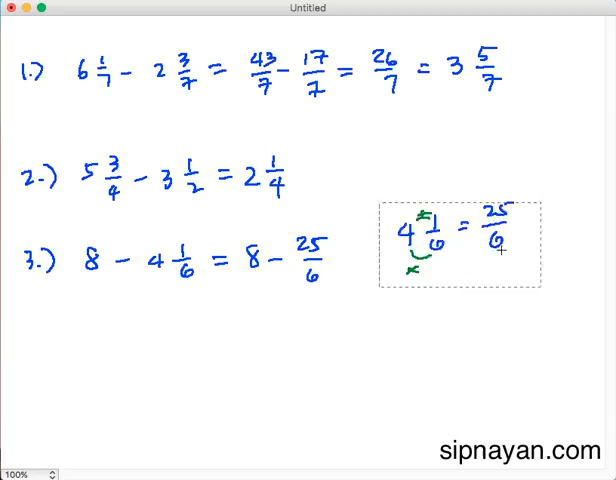 Untitled
1.) 6 1/7 - 2 3/7 = 43/7 - 17/7 = 26/7 = 3 5/7
2.) 5 3/4 - 3 1/2 = 2 1/4
4 + 1/6 = 25/6
×
3.) 8 - 4 1/6 = 8 - 25/6
sipnayan.com
100%